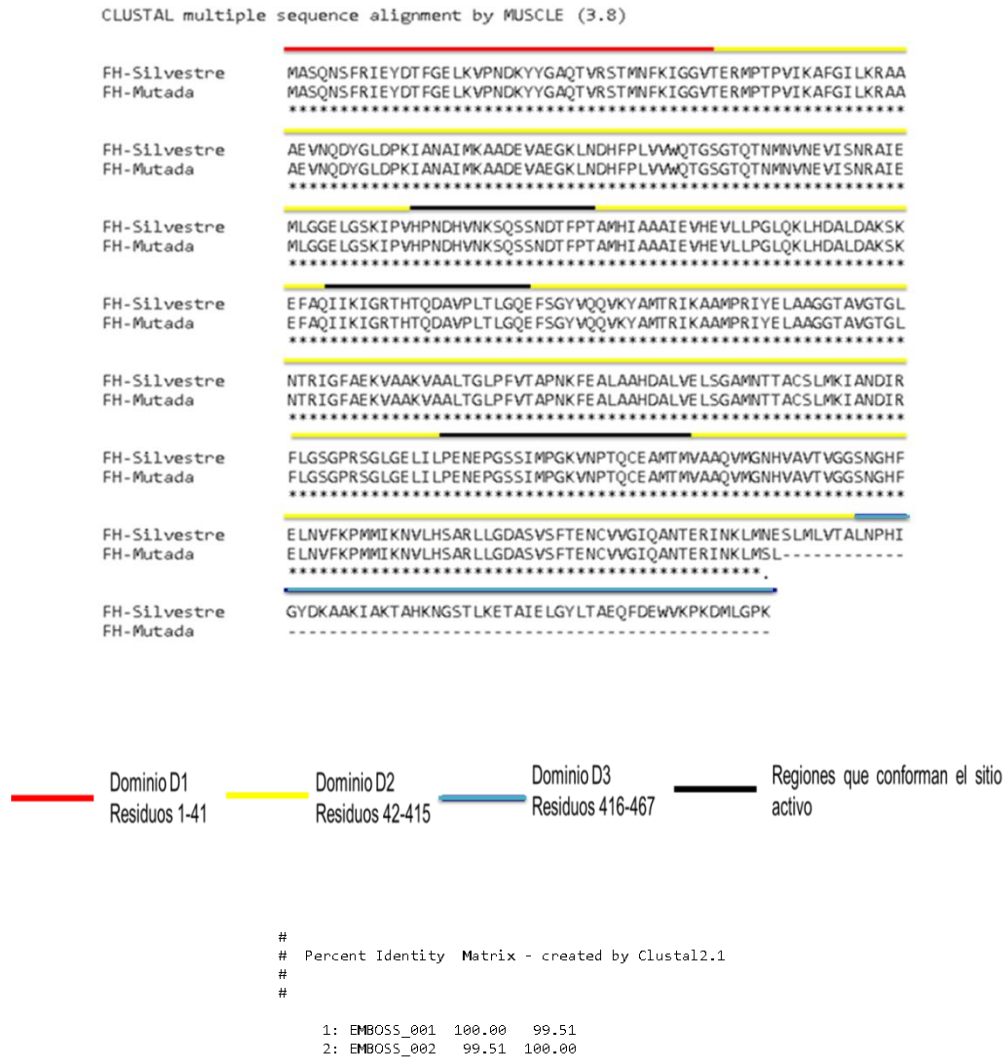 CLUSTAL multiple sequence alignment by MUSCLE (3.8)
FH-Silvestre MASQNSFRIEYDTFGELKVPNDKYYGAQTVRSTMNFKIGGVTERMPTPVIKAFGILKRAA
FH-Mutada MASQNSFRIEYDTFGELKVPNDKYYGAQTVRSTMNFKIGGVTERMPTPVIKAFGILKRAA
************************************************************
FH-Silvestre AEVNQDYGLDPKIANAIMKAADEVAEGKLNDHFPLVVWQTGSGTQTNMNVNEVISNRAIE
FH-Mutada AEVNQDYGLDPKIANAIMKAADEVAEGKLNDHFPLVVWQTGSGTQTNMNVNEVISNRAIE
************************************************************
FH-Silvestre MLGGELGSKIPVHPNDHVNKSQSSNDTFPTAMHIAAAIEVHEVLLPGLQKLHDALDAKSK
FH-Mutada MLGGELGSKIPVHPNDHVNKSQSSNDTFPTAMHIAAAIEVHEVLLPGLQKLHDALDAKSK
************************************************************
FH-Silvestre EFAQIIKIGRTHTQDAVPLTLGQEFSGYVQQVKYAMTRIKAAMPRIYELAAGGTAVGTGL
FH-Mutada EFAQIIKIGRTHTQDAVPLTLGQEFSGYVQQVKYAMTRIKAAMPRIYELAAGGTAVGTGL
************************************************************
FH-Silvestre NTRIGFAEKVAAKVAALTGLPFVTAPNKFEALAAHDALVELSGAMNTTACSLMKIANDIR
FH-Mutada NTRIGFAEKVAAKVAALTGLPFVTAPNKFEALAAHDALVELSGAMNTTACSLMKIANDIR
************************************************************
FH-Silvestre FLGSGPRSGLGELILPENEPGSSIMPGKVNPTQCEAMTMVAAQVMGNHVAVTVGGSNGHF
FH-Mutada FLGSGPRSGLGELILPENEPGSSIMPGKVNPTQCEAMTMVAAQVMGNHVAVTVGGSNGHF
************************************************************
FH-Silvestre ELNVFKPMMIKNVLHSARLLGDASVSFTENCVVGIQANTERINKLMNESLMLVTALNPHI
FH-Mutada ELNVFKPMMIKNVLHSARLLGDASVSFTENCVVGIQANTERINKLMSL------------
**********************************************.
FH-Silvestre GYDKAAKIAKTAHKNGSTLKETAIELGYLTAEQFDEWVKPKDMLGPK
FH-Mutada -----------------------------------------------
Dominio D1
Residuos 1-41
Dominio D2
Residuos 42-415
Dominio D3
Residuos 416-467
Regiones que conforman el sitio
activo
#
# Percent Identity Matrix - created by Clustal2.1
#
#
1: EMBOSS_001 100.00 99.51
2: EMBOSS_002 99.51 100.00